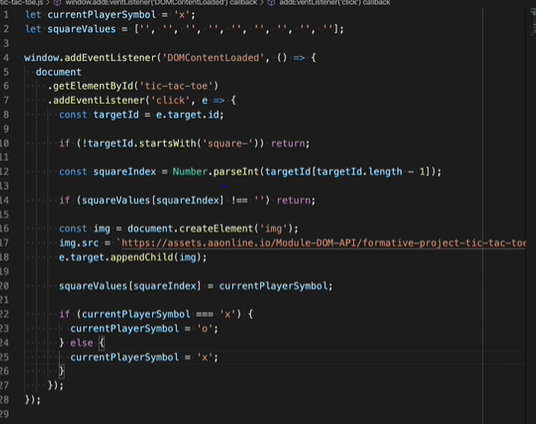 tic-tac-toe.js > window.addEventListener('DOMContentLoaded') callback > addEventListener('click') callback
1 let currentPlayerSymbol = 'x';
2 let squareValues = ['', '', '', '', '', '', '', '', ''];
3
4 window.addEventListener('DOMContentLoaded', () => {
5 document
6 .getElementById('tic-tac-toe')
7 .addEventListener('click', e => {
8 const targetId = e.target.id;
9
10 if (!targetId.startsWith('square-')) return;
11
12 const squareIndex = Number.parseInt(targetId[targetId.length - 1]);
13
14 if (squareValues[squareIndex] !== '') return;
15
16 const img = document.createElement('img');
17 img.src = `https://assets.aaonline.io/Module-DOM-API/formative-project-tic-tac-toe
18 e.target.appendChild(img);
19
20 squareValues[squareIndex] = currentPlayerSymbol;
21
22 if (currentPlayerSymbol === 'x') {
23 currentPlayerSymbol = 'o';
24 } else {
25 currentPlayerSymbol = 'x';
26 }
27 });
28 });
29